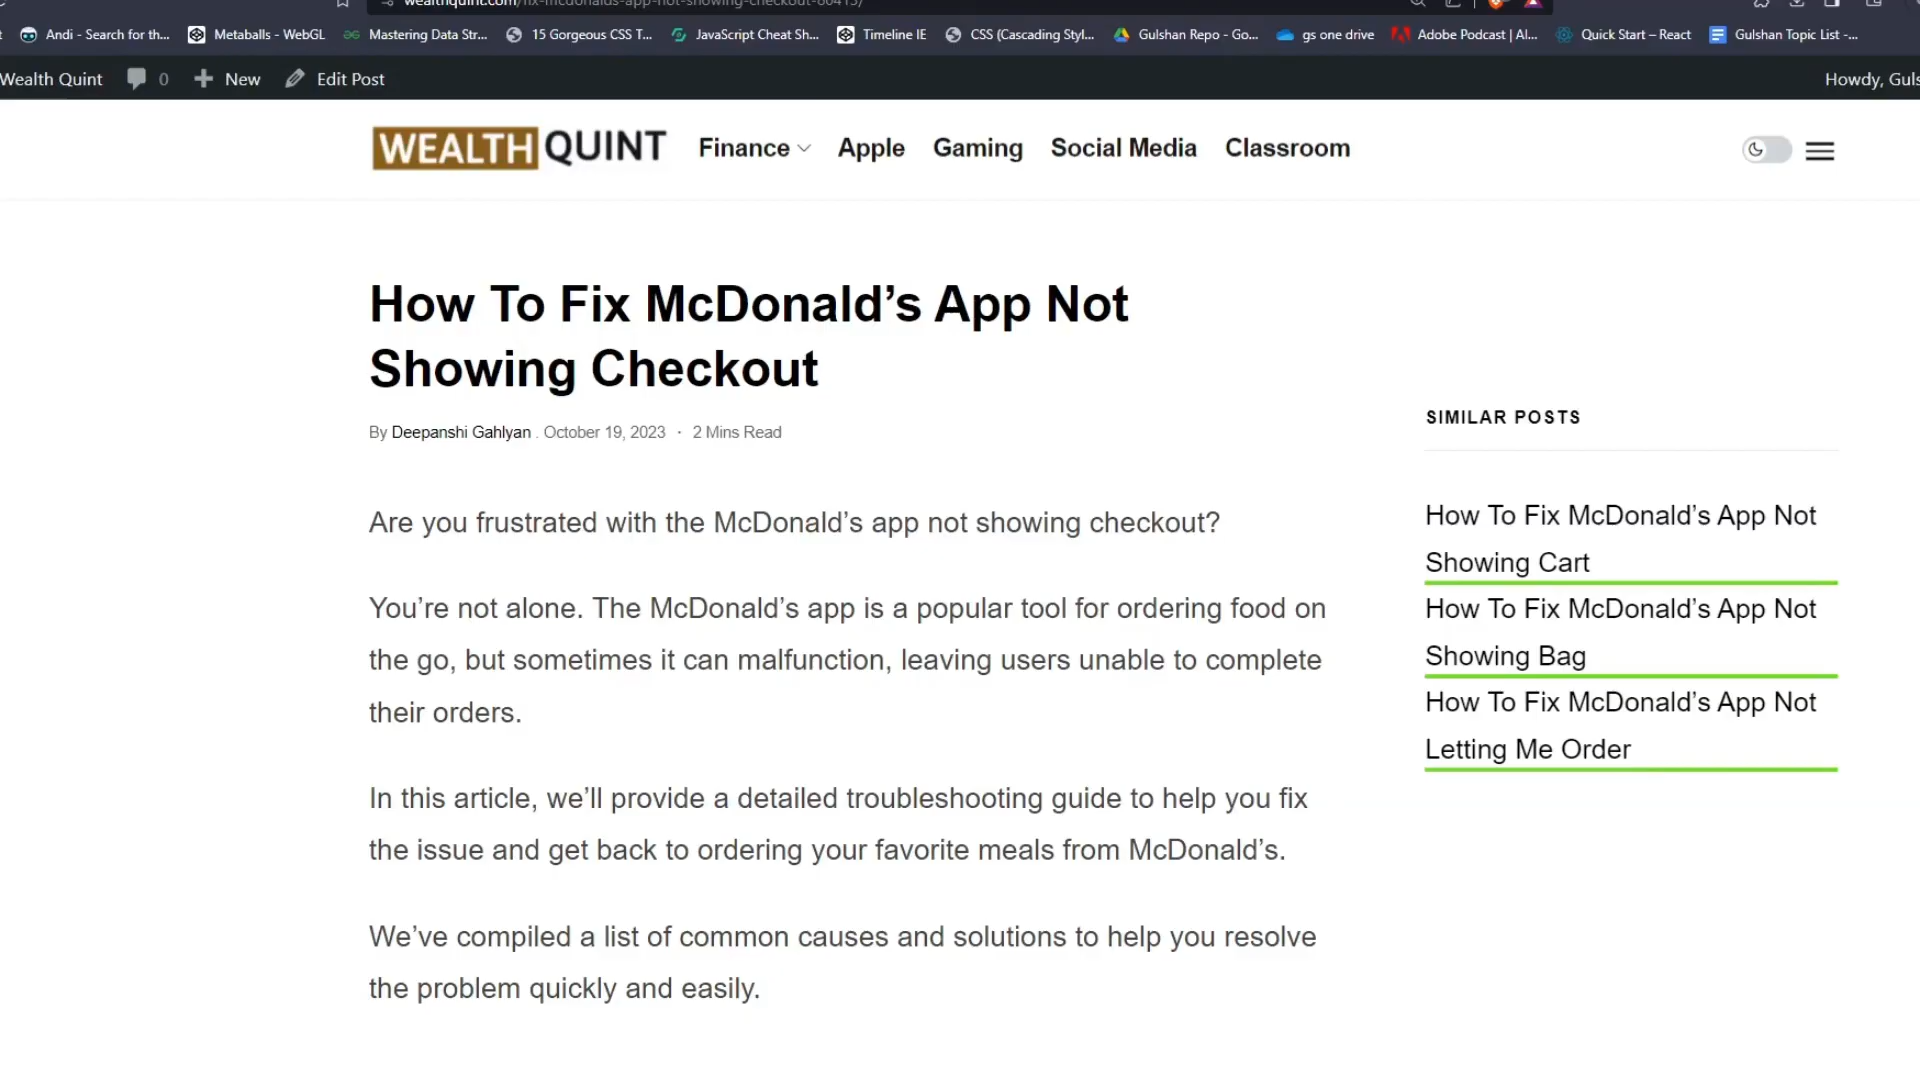 wealthquint.com/fix-mcdonalds-app-not-showing-checkout-60415/
Andi - Search for th... Metaballs - WebGL Mastering Data Str... 15 Gorgeous CSS T... JavaScript Cheat Sh... Timeline IE CSS (Cascading Styl... Gulshan Repo - Go... gs one drive Adobe Podcast | AI... Quick Start – React Gulshan Topic List -...
Wealth Quint 0 New Edit Post Howdy, Guls
WEALTH QUINT Finance Apple Gaming Social Media Classroom
How To Fix McDonald’s App Not
Showing Checkout
By Deepanshi Gahlyan . October 19, 2023 · 2 Mins Read
Are you frustrated with the McDonald’s app not showing checkout?
You’re not alone. The McDonald’s app is a popular tool for ordering food on
the go, but sometimes it can malfunction, leaving users unable to complete
their orders.
In this article, we’ll provide a detailed troubleshooting guide to help you fix
the issue and get back to ordering your favorite meals from McDonald’s.
We’ve compiled a list of common causes and solutions to help you resolve
the problem quickly and easily.
SIMILAR POSTS
How To Fix McDonald’s App Not
Showing Cart
How To Fix McDonald’s App Not
Showing Bag
How To Fix McDonald’s App Not
Letting Me Order